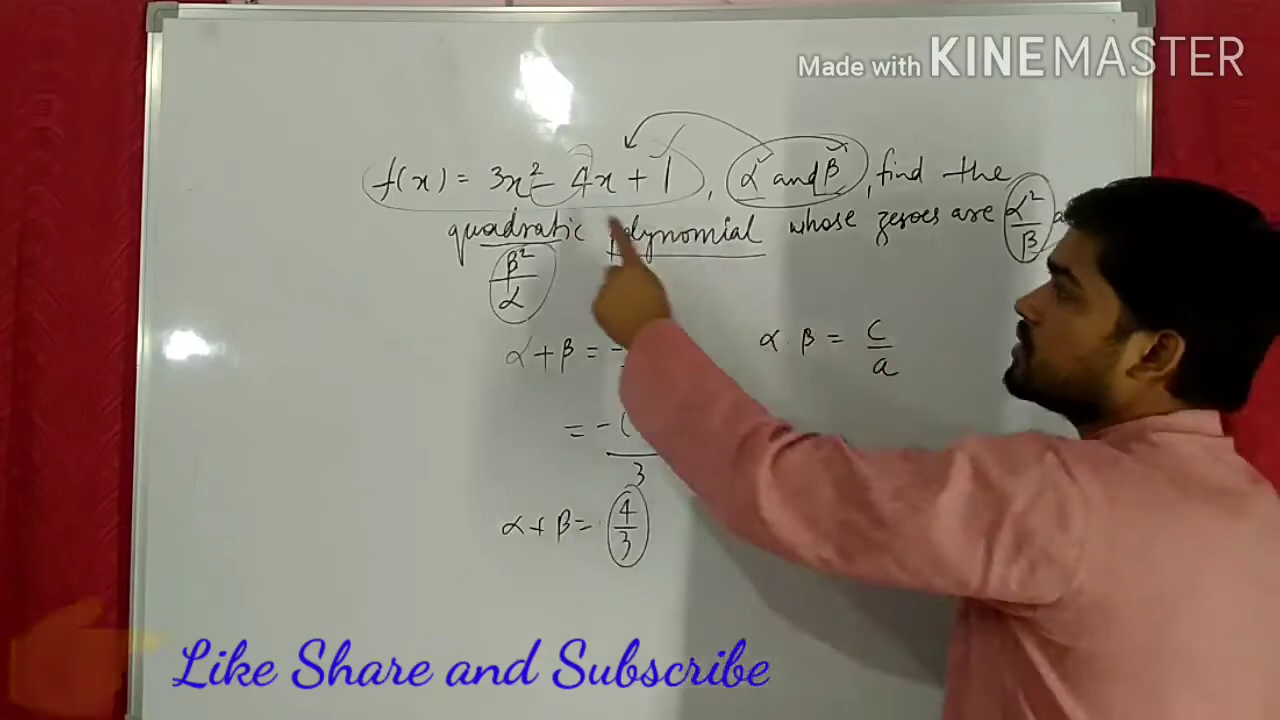 Made with KINEMASTER
f(x) = 3x² - 4x + 1, α and β, find the
quadratic polynomial whose zeroes are α²/β
β²/α
α + β = -
α . β = c/a
= -(
3
α + β = 4/3
Like Share and Subscribe